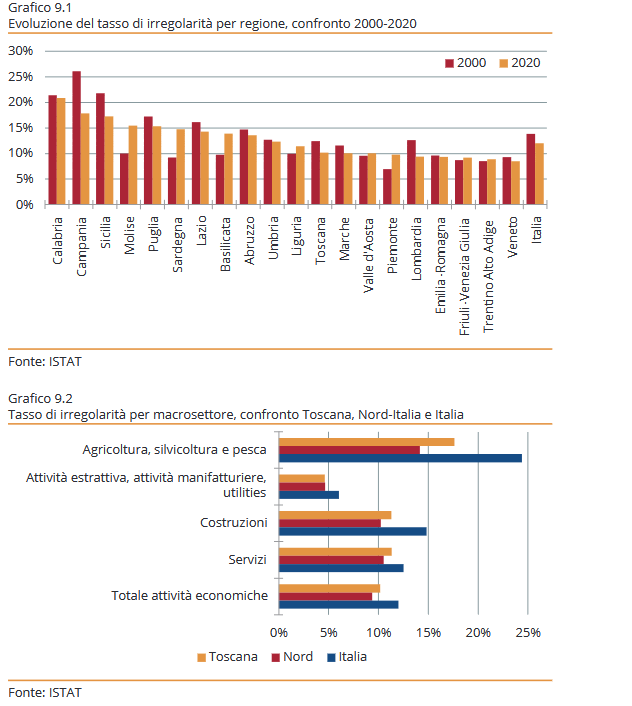 Grafico 9.1
Evoluzione del tasso di irregolarità per regione, confronto 2000-2020
30%
25%
20%
15%
10%
5%
0%
2000
2020
Calabria
Campania
Sicilia
Molise
Puglia
Sardegna
Lazio
Basilicata
Abruzzo
Umbria
Liguria
Toscana
Marche
Valle d'Aosta
Piemonte
Lombardia
Emilia -Romagna
Friuli -Venezia Giulia
Trentino Alto Adige
Veneto
Italia
Fonte: ISTAT
Grafico 9.2
Tasso di irregolarità per macrosettore, confronto Toscana, Nord-Italia e Italia
Agricoltura, silvicoltura e pesca
Attività estrattiva, attività manifatturiere,
utilities
Costruzioni
Servizi
Totale attività economiche
0% 5% 10% 15% 20% 25%
Toscana Nord Italia
Fonte: ISTAT